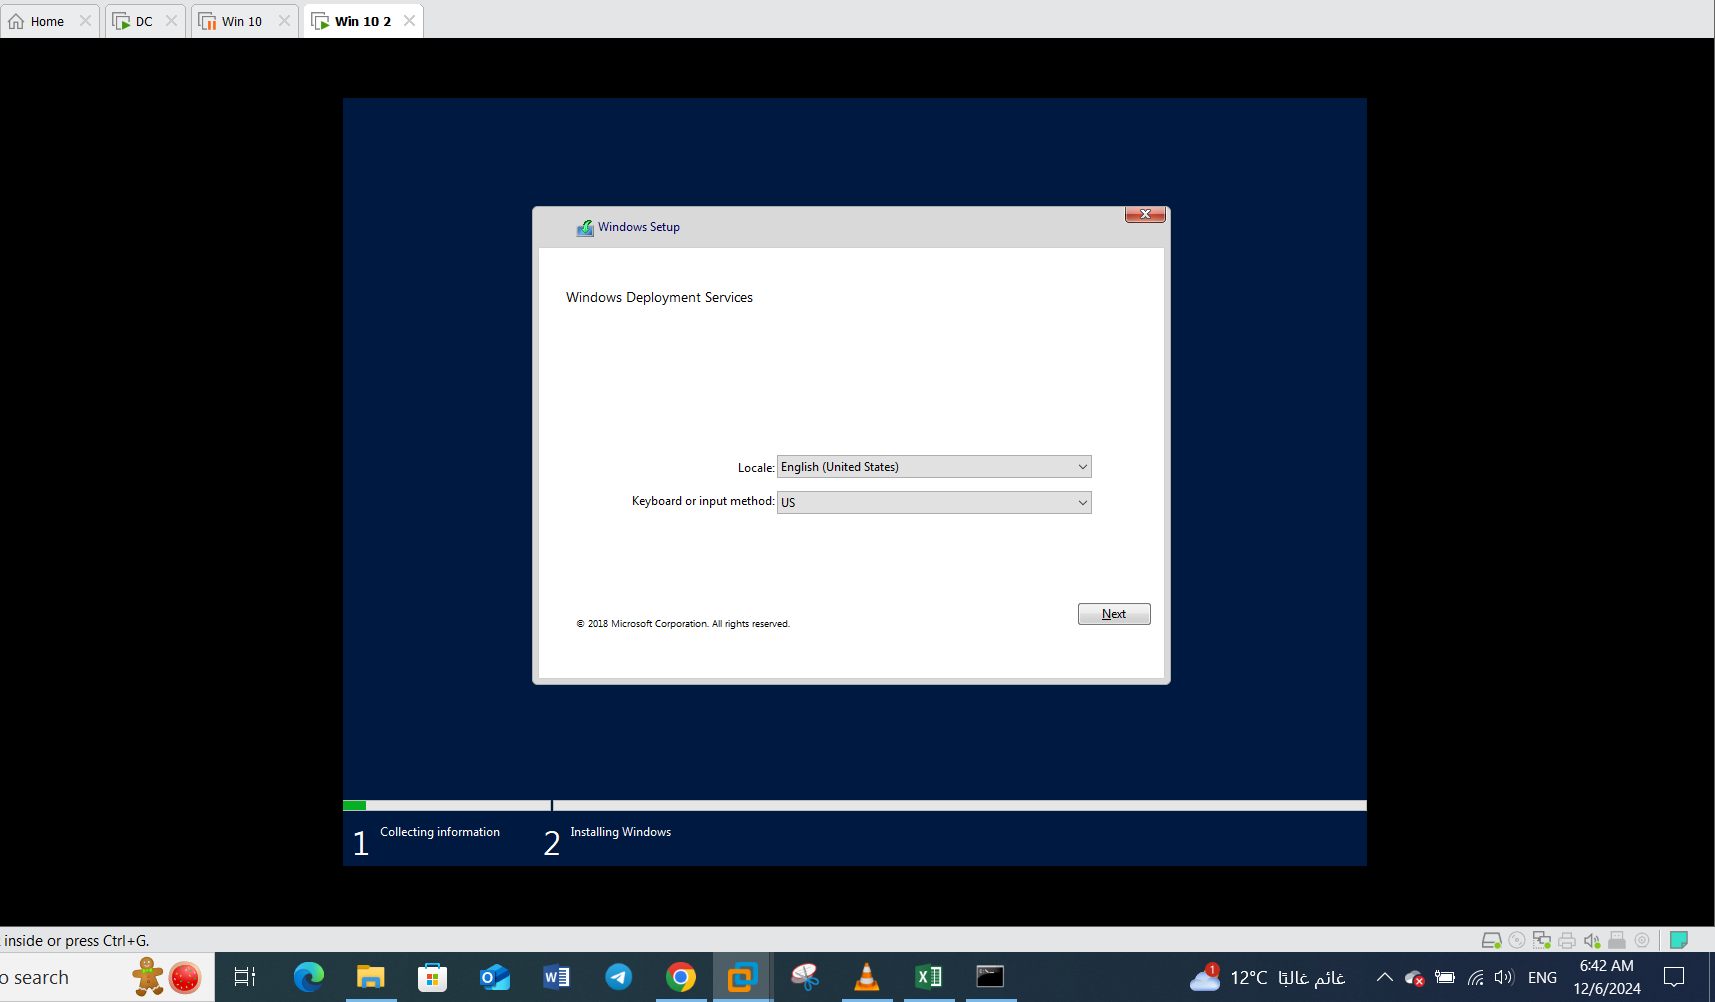 Home
DC
Win 10
Win 10 2
Windows Setup
Windows Deployment Services
Locale: English (United States)
Keyboard or input method: US
© 2018 Microsoft Corporation. All rights reserved.
Next
1 Collecting information
2 Installing Windows
inside or press Ctrl+G.
o search
1
12°C غائم غالبًا
ENG
6:42 AM
12/6/2024